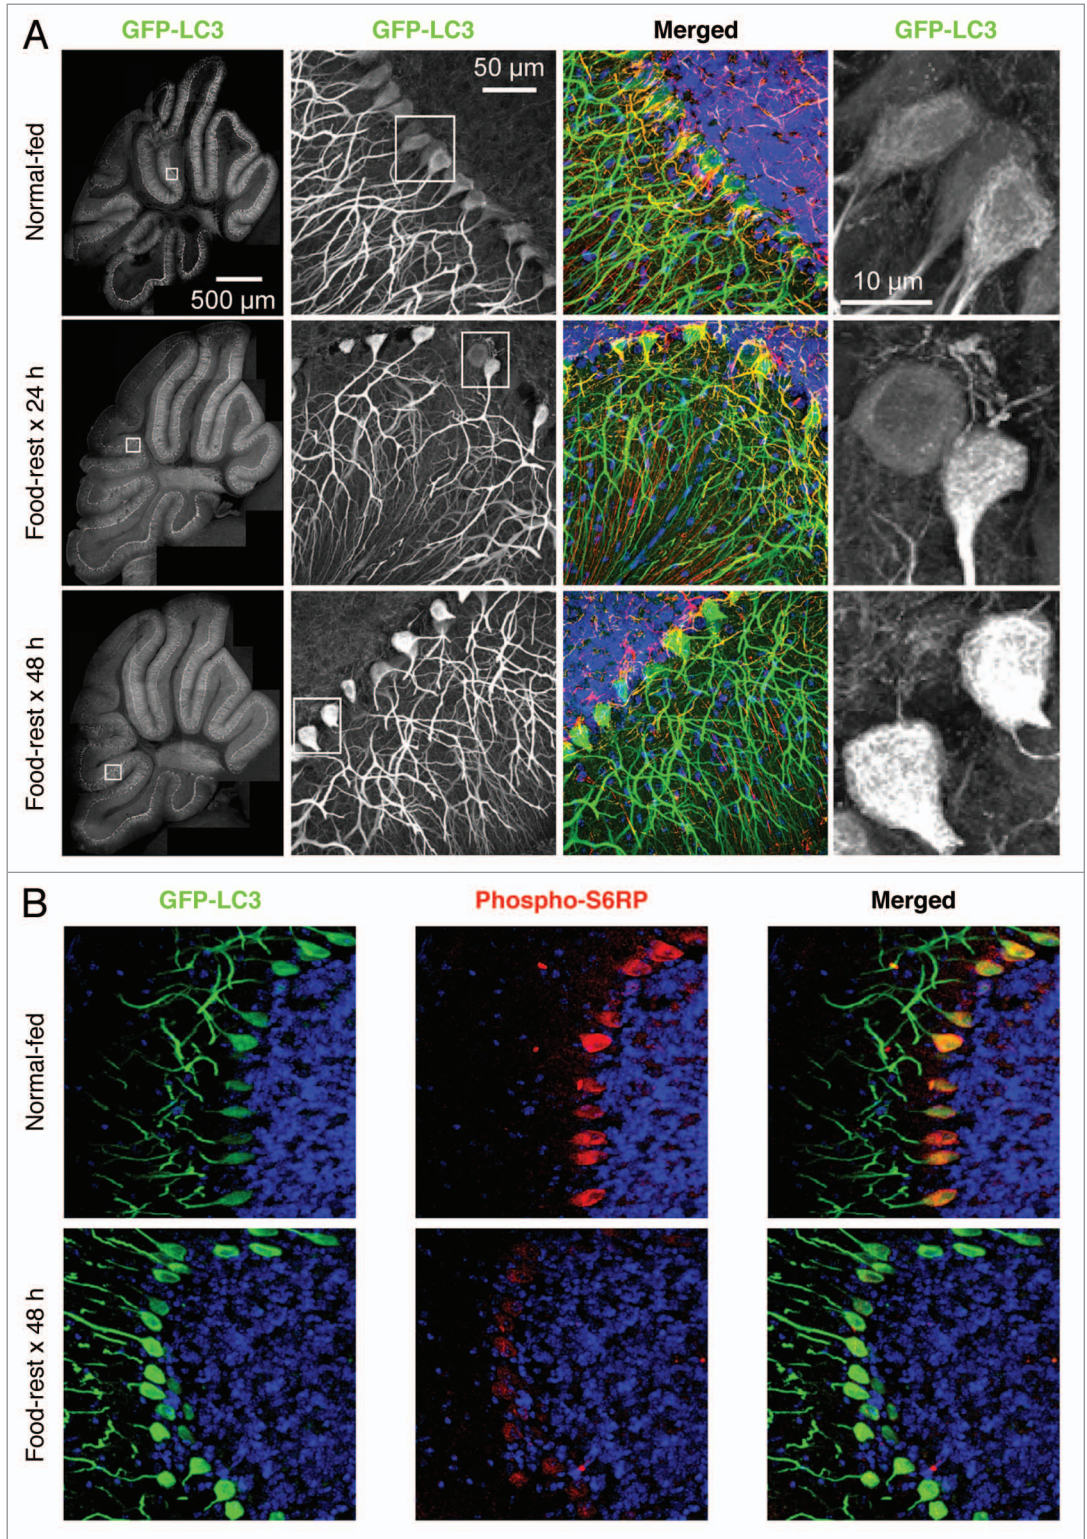 A
GFP-LC3 GFP-LC3 Merged GFP-LC3
Normal-fed
500 µm
50 µm
10 µm
Food-rest x 24 h
Food-rest x 48 h
B
GFP-LC3 Phospho-S6RP Merged
Normal-fed
Food-rest x 48 h